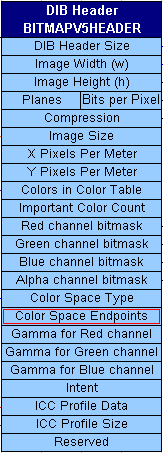 DIB Header
BITMAPV5HEADER
DIB Header Size
Image Width (w)
Image Height (h)
Planes Bits per Pixel
Compression
Image Size
X Pixels Per Meter
Y Pixels Per Meter
Colors in Color Table
Important Color Count
Red channel bitmask
Green channel bitmask
Blue channel bitmask
Alpha channel bitmask
Color Space Type
Color Space Endpoints
Gamma for Red channel
Gamma for Green channel
Gamma for Blue channel
Intent
ICC Profile Data
ICC Profile Size
Reserved